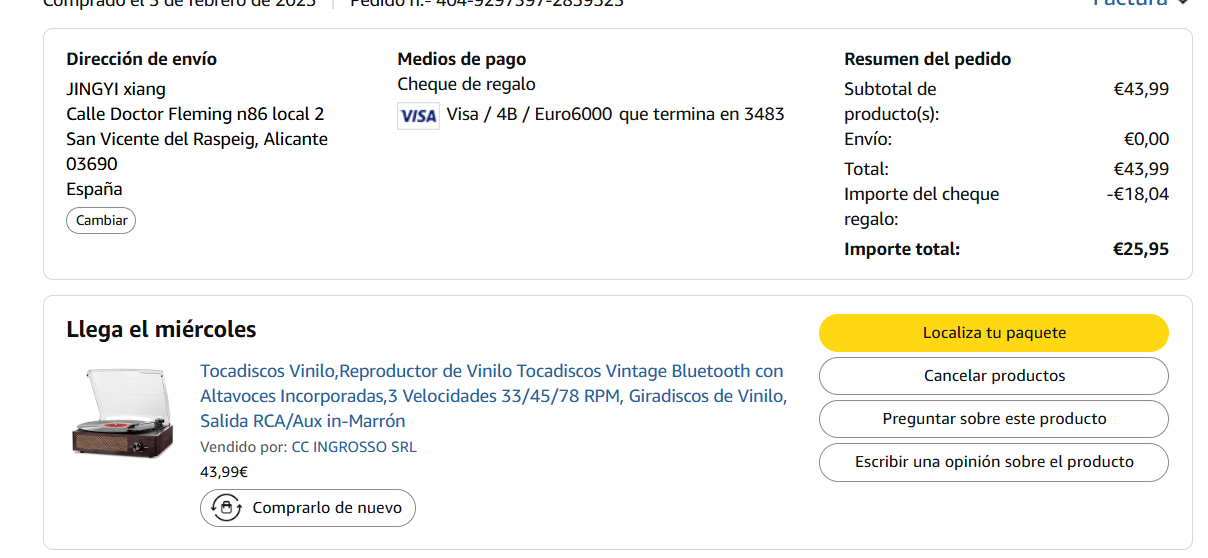 Comprado el 3 de febrero de 2025
Pedido n.º 404-9297397-2839323
Factura
Dirección de envío
JINGYI xiang
Calle Doctor Fleming n86 local 2
San Vicente del Raspeig, Alicante
03690
España
Cambiar
Medios de pago
Cheque de regalo
VISA Visa / 4B / Euro6000 que termina en 3483
Resumen del pedido
Subtotal de €43,99
producto(s):
Envío: €0,00
Total: €43,99
Importe del cheque -€18,04
regalo:
Importe total: €25,95
Llega el miércoles
Tocadiscos Vinilo,Reproductor de Vinilo Tocadiscos Vintage Bluetooth con
Altavoces Incorporadas,3 Velocidades 33/45/78 RPM, Giradiscos de Vinilo,
Salida RCA/Aux in-Marrón
Vendido por: CC INGROSSO SRL
43,99€
Comprarlo de nuevo
Localiza tu paquete
Cancelar productos
Preguntar sobre este producto
Escribir una opinión sobre el producto